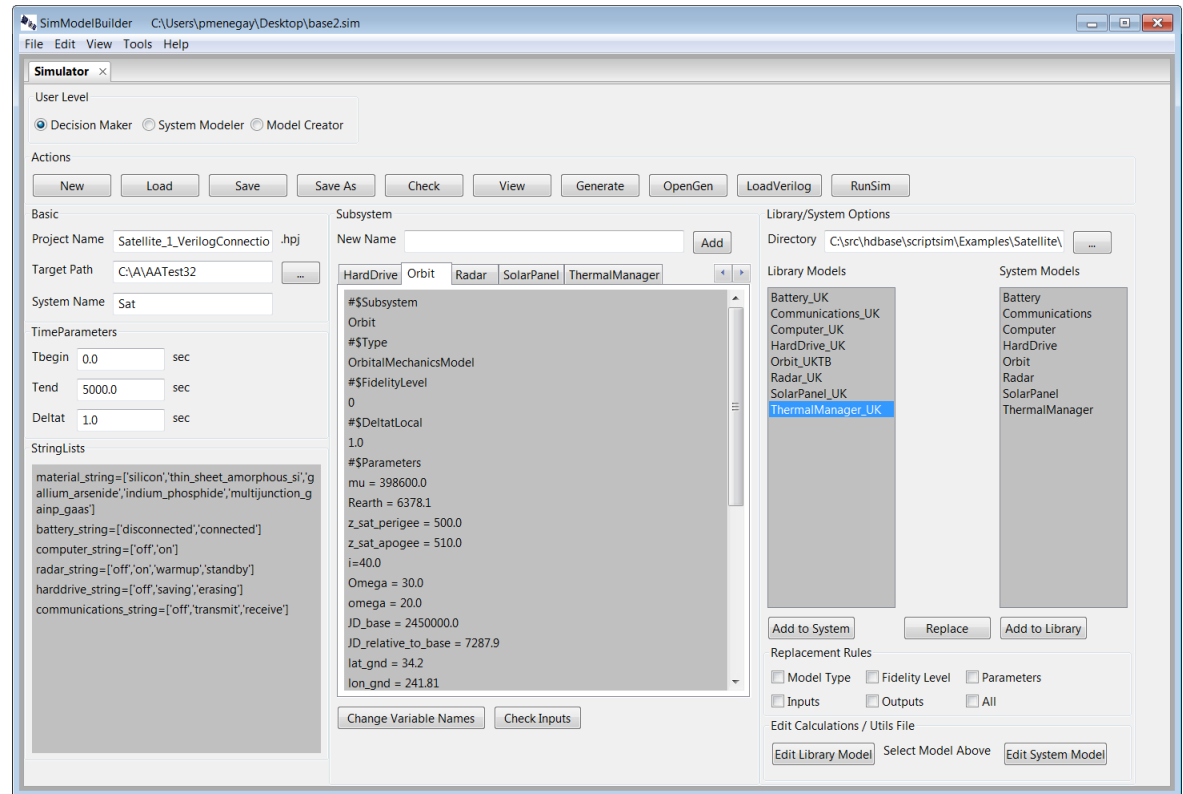 SimModelBuilder C:\Users\pmenegay\Desktop\base2.sim
File Edit View Tools Help
Simulator ×
User Level
Decision Maker System Modeler Model Creator
Actions
New Load Save Save As Check View Generate OpenGen LoadVerilog RunSim
Basic
Project Name Satellite_1_VerilogConnectio .hpj
Target Path C:\A\AATest32 ...
System Name Sat
TimeParameters
Tbegin 0.0 sec
Tend 5000.0 sec
Deltat 1.0 sec
StringLists
material_string=['silicon','thin_sheet_amorphous_si','g
allium_arsenide','indium_phosphide','multijunction_g
ainp_gaas']
battery_string=['disconnected','connected']
computer_string=['off','on']
radar_string=['off','on','warmup','standby']
harddrive_string=['off','saving','erasing']
communications_string=['off','transmit','receive']
Subsystem
New Name Add
HardDrive Orbit Radar SolarPanel ThermalManager
#$Subsystem
Orbit
#$Type
OrbitalMechanicsModel
#$FidelityLevel
0
#$DeltatLocal
1.0
#$Parameters
mu = 398600.0
Rearth = 6378.1
z_sat_perigee = 500.0
z_sat_apogee = 510.0
i=40.0
Omega = 30.0
omega = 20.0
JD_base = 2450000.0
JD_relative_to_base = 7287.9
lat_gnd = 34.2
lon_gnd = 241.81
Change Variable Names Check Inputs
Library/System Options
Directory C:\src\hdbase\scriptsim\Examples\Satellite\ ...
Library Models
Battery_UK
Communications_UK
Computer_UK
HardDrive_UK
Orbit_UKTB
Radar_UK
SolarPanel_UK
ThermalManager_UK
System Models
Battery
Communications
Computer
HardDrive
Orbit
Radar
SolarPanel
ThermalManager
Add to System Replace Add to Library
Replacement Rules
Model Type Fidelity Level Parameters
Inputs Outputs All
Edit Calculations / Utils File
Edit Library Model Select Model Above Edit System Model